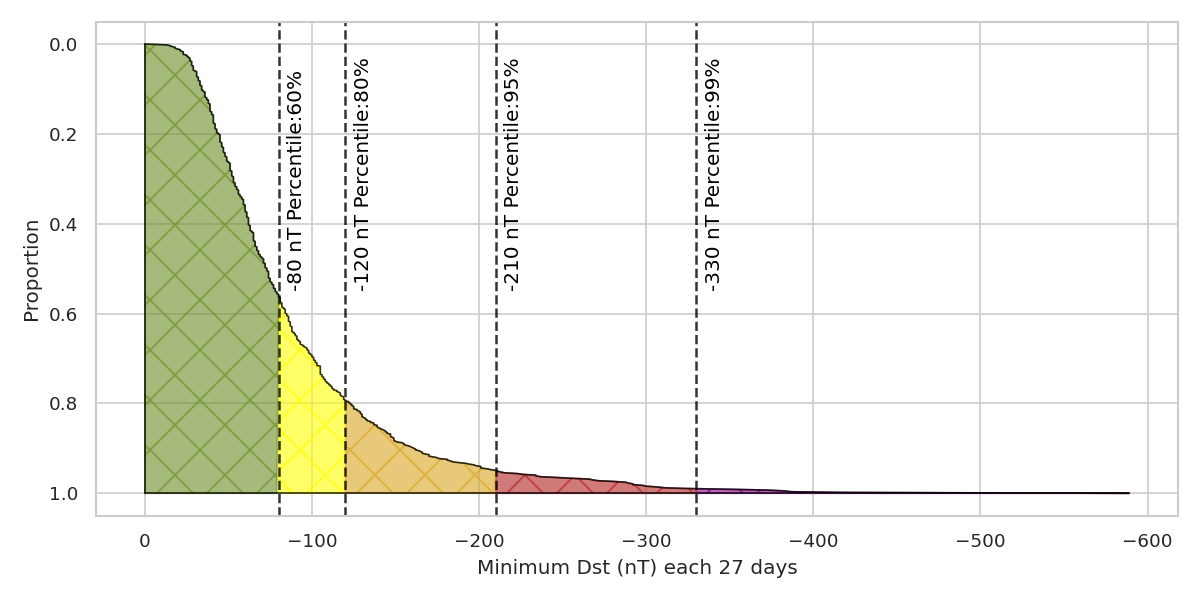 Proportion
0.0
0.2
0.4
0.6
0.8
1.0
-80 nT Percentile:60%
-120 nT Percentile:80%
-210 nT Percentile:95%
-330 nT Percentile:99%
0
−100
−200
−300
−400
−500
−600
Minimum Dst (nT) each 27 days